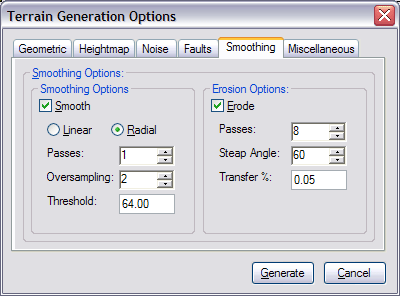 Terrain Generation Options
Geometric Heightmap Noise Faults Smoothing Miscellaneous
Smoothing Options:
Smoothing Options
Smooth
Linear Radial
Passes: 1
Oversampling: 2
Threshold: 64.00
Erosion Options:
Erode
Passes: 8
Steap Angle: 60
Transfer %: 0.05
Generate Cancel